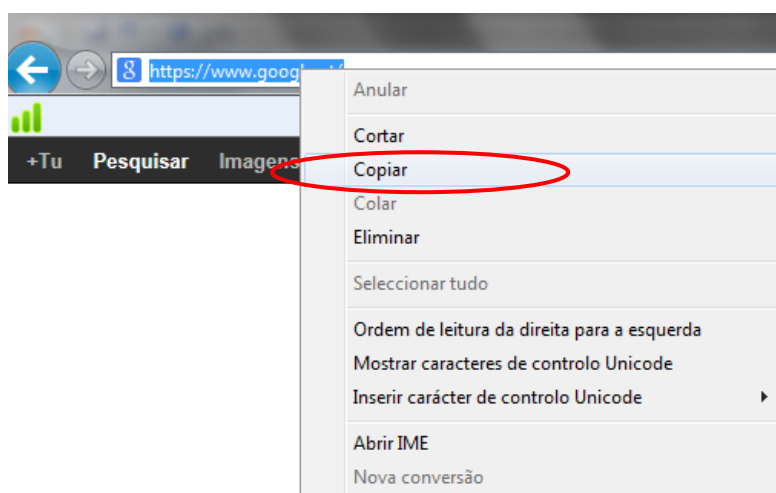 https://www.goog
Anular
Cortar
+Tu Pesquisar Imagens
Copiar
Colar
Eliminar
Seleccionar tudo
Ordem de leitura da direita para a esquerda
Mostrar caracteres de controlo Unicode
Inserir carácter de controlo Unicode
Abrir IME
Nova conversão